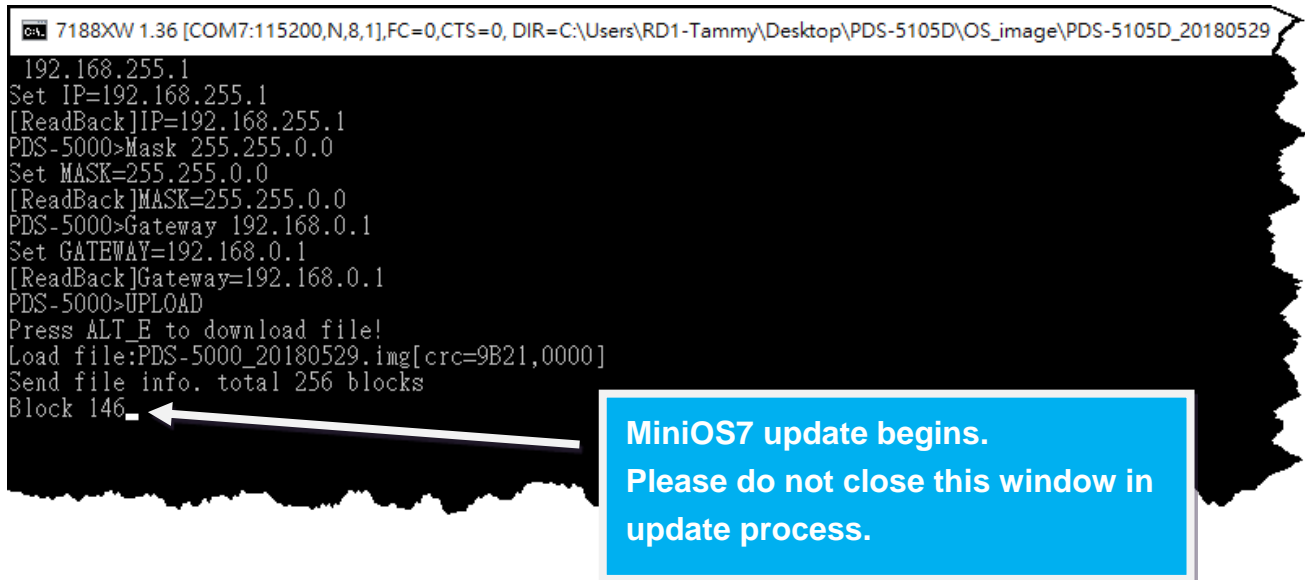 7188XW 1.36 [COM7:115200,N,8,1],FC=0,CTS=0, DIR=C:\Users\RD1-Tammy\Desktop\PDS-5105D\OS_image\PDS-5105D_20180529
192.168.255.1
Set IP=192.168.255.1
[ReadBack]IP=192.168.255.1
PDS-5000>Mask 255.255.0.0
Set MASK=255.255.0.0
[ReadBack]MASK=255.255.0.0
PDS-5000>Gateway 192.168.0.1
Set GATEWAY=192.168.0.1
[ReadBack]Gateway=192.168.0.1
PDS-5000>UPLOAD
Press ALT_E to download file!
Load file:PDS-5000_20180529.img[crc=9B21,0000]
Send file info. total 256 blocks
Block 146_
MiniOS7 update begins.
Please do not close this window in
update process.